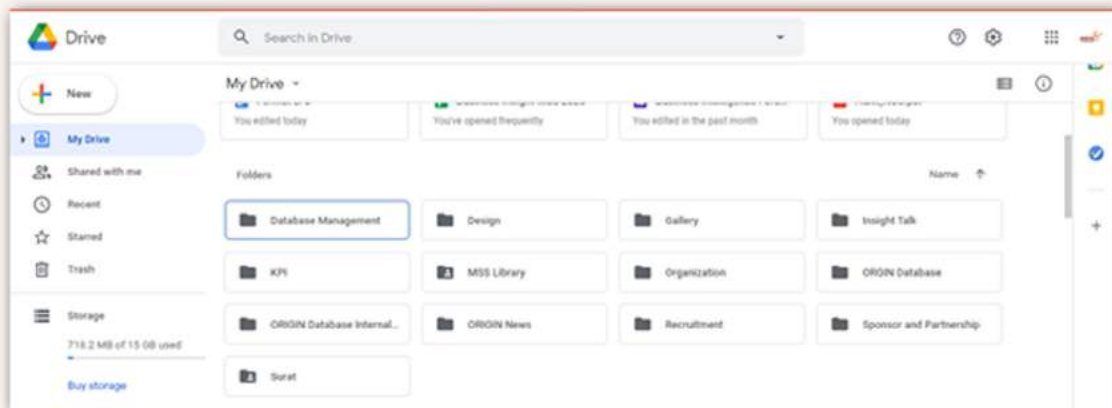 Drive
Search in Drive
New
My Drive
You edited today
You've opened frequently
You edited in the past month
You opened today
My Drive
Shared with me
Recent
Starred
Trash
Storage
716.2 MB of 15 GB used
Buy storage
Folders
Name
Database Management
Design
Gallery
Insight Talk
KPI
MSS Library
Organization
ORGIN Database
ORIGIN Database Internal...
ORIGIN News
Recruitment
Sponsor and Partnership
Surat